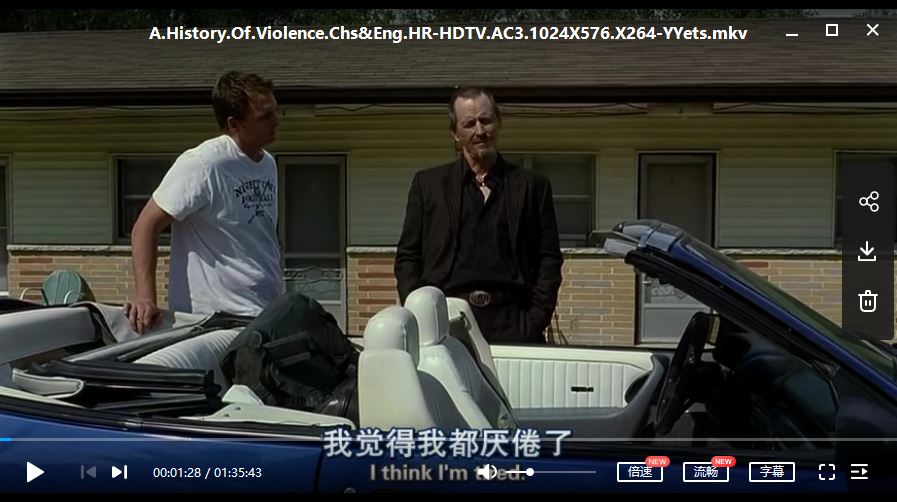 A.History.Of.Violence.Chs&Eng.HR-HDTV.AC3.1024X576.X264-YYets.mkv
我觉得我都厌倦了
I think I'm tired.
00:01:28 / 01:35:43
倍速
NEW
流畅
NEW
字幕